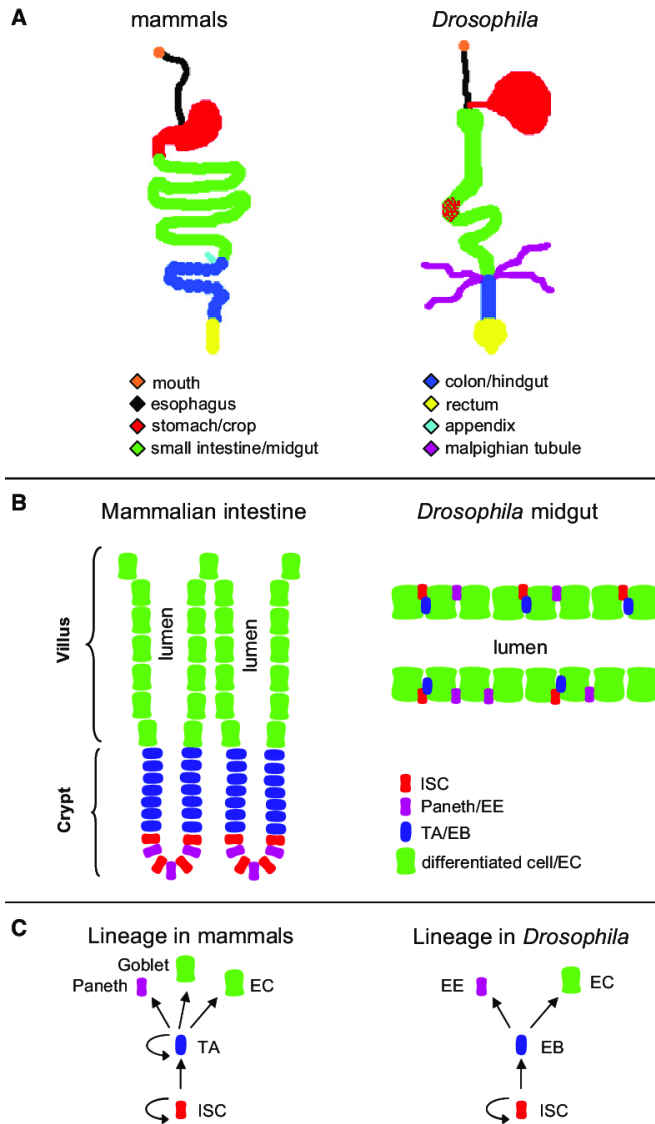 A
mammals
Drosophila
mouth
esophagus
stomach/crop
small intestine/midgut
colon/hindgut
rectum
appendix
malpighian tubule
B
Mammalian intestine
Drosophila midgut
Villus
lumen
lumen
lumen
Crypt
ISC
Paneth/EE
TA/EB
differentiated cell/EC
C
Lineage in mammals
Lineage in Drosophila
Goblet
Paneth
EC
TA
ISC
EE
EC
EB
ISC